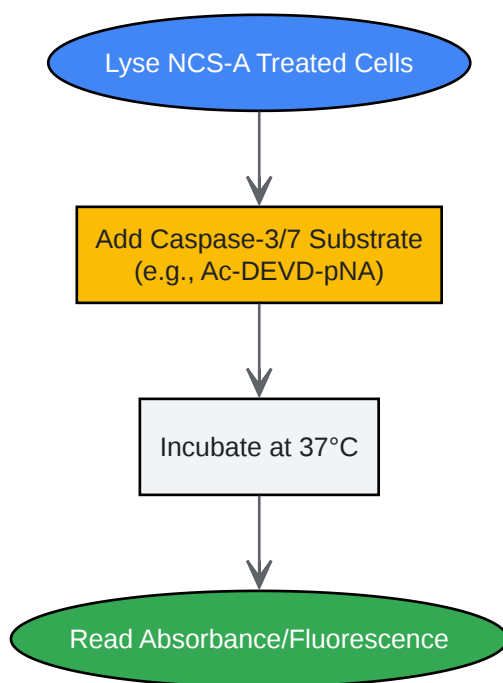 Lyse NCS-A Treated Cells
Add Caspase-3/7 Substrate
(e.g., Ac-DEVD-pNA)
Incubate at 37°C
Read Absorbance/Fluorescence